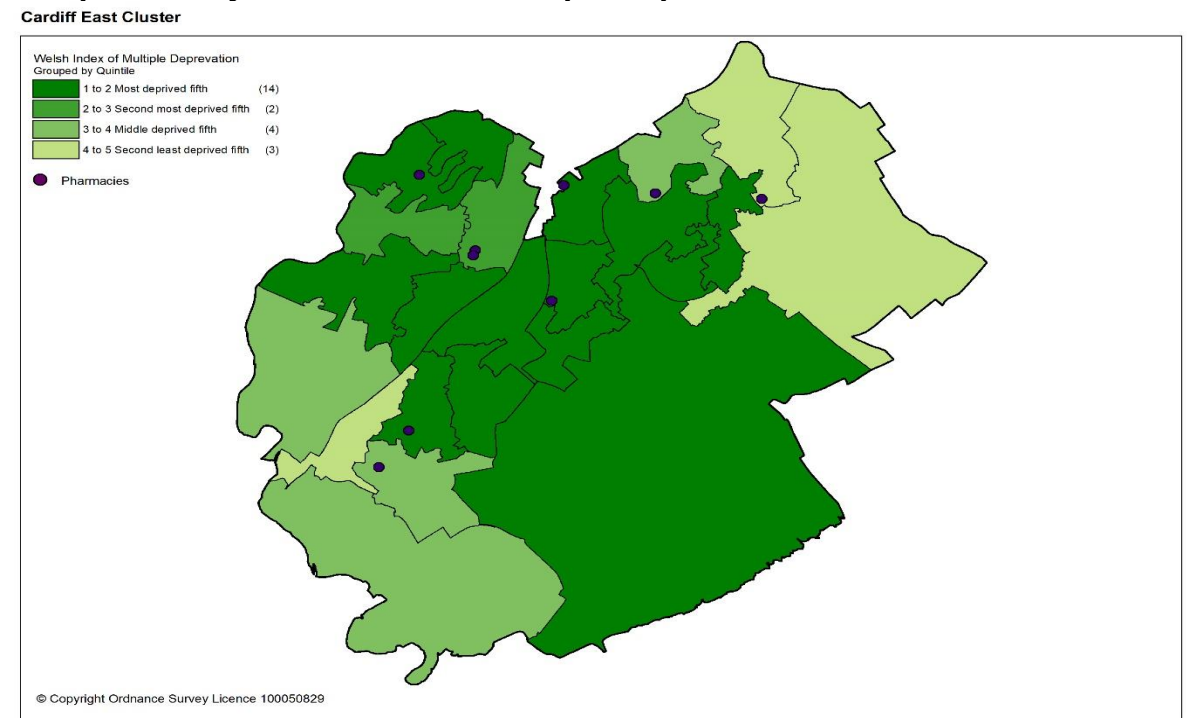 Cardiff East Cluster
Welsh Index of Multiple Deprevation
Grouped by Quintile
1 to 2 Most deprived fifth (14)
2 to 3 Second most deprived fifth (2)
3 to 4 Middle deprived fifth (4)
4 to 5 Second least deprived fifth (3)
Pharmacies
© Copyright Ordnance Survey Licence 100050829